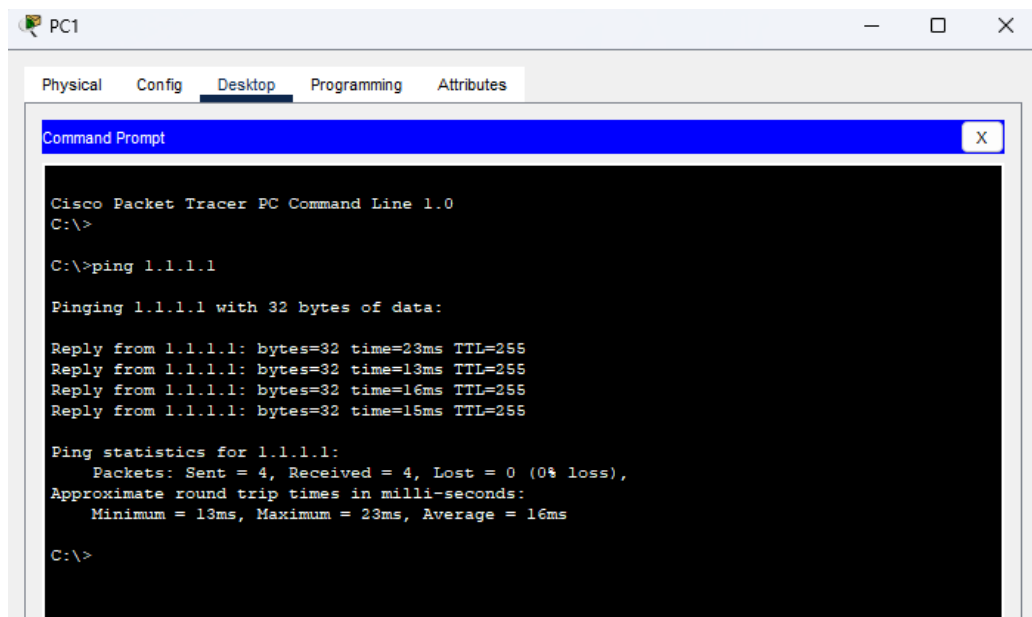 PC1
Physical Config Desktop Programming Attributes
Command Prompt X
Cisco Packet Tracer PC Command Line 1.0
C:\>
C:\>ping 1.1.1.1
Pinging 1.1.1.1 with 32 bytes of data:
Reply from 1.1.1.1: bytes=32 time=23ms TTL=255
Reply from 1.1.1.1: bytes=32 time=13ms TTL=255
Reply from 1.1.1.1: bytes=32 time=16ms TTL=255
Reply from 1.1.1.1: bytes=32 time=15ms TTL=255
Ping statistics for 1.1.1.1:
Packets: Sent = 4, Received = 4, Lost = 0 (0% loss),
Approximate round trip times in milli-seconds:
Minimum = 13ms, Maximum = 23ms, Average = 16ms
C:\>